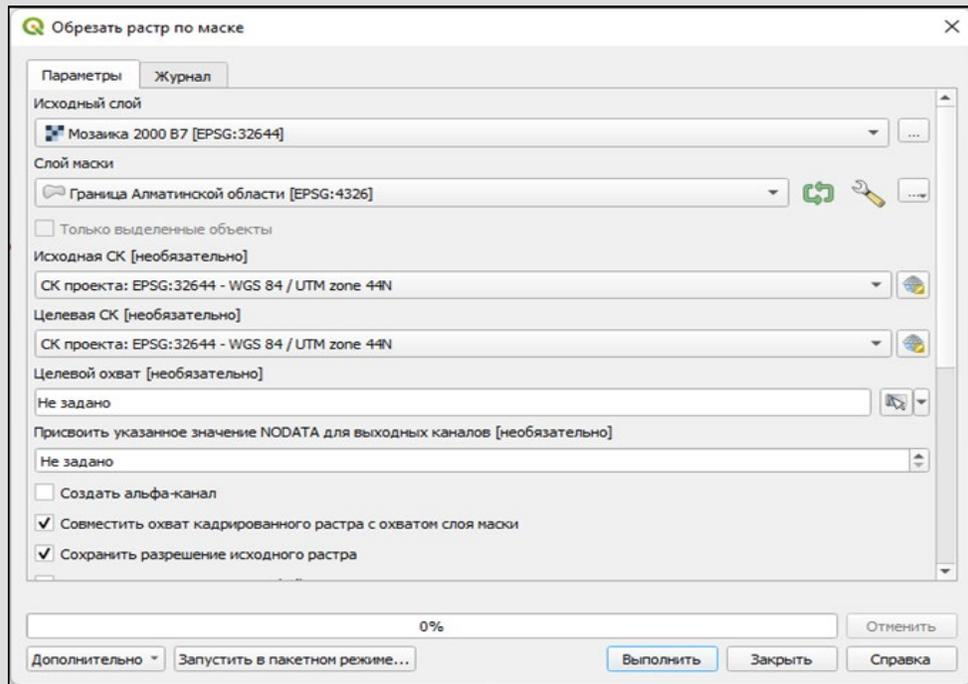 Обрезать растр по маске
Параметры Журнал
Исходный слой
Мозаика 2000 B7 [EPSG:32644]
...
Слой маски
Граница Алматинской области [EPSG:4326]
...
Только выделенные объекты
Исходная СК [необязательно]
СК проекта: EPSG:32644 - WGS 84 / UTM zone 44N
Целевая СК [необязательно]
СК проекта: EPSG:32644 - WGS 84 / UTM zone 44N
Целевой охват [необязательно]
Не задано
Присвоить указанное значение NODATA для выходных каналов [необязательно]
Не задано
Создать альфа-канал
Совместить охват кадрированного растра с охватом слоя маски
Сохранить разрешение исходного растра
0%
Отменить
Дополнительно Запустить в пакетном режиме... Выполнить Закрыть Справка